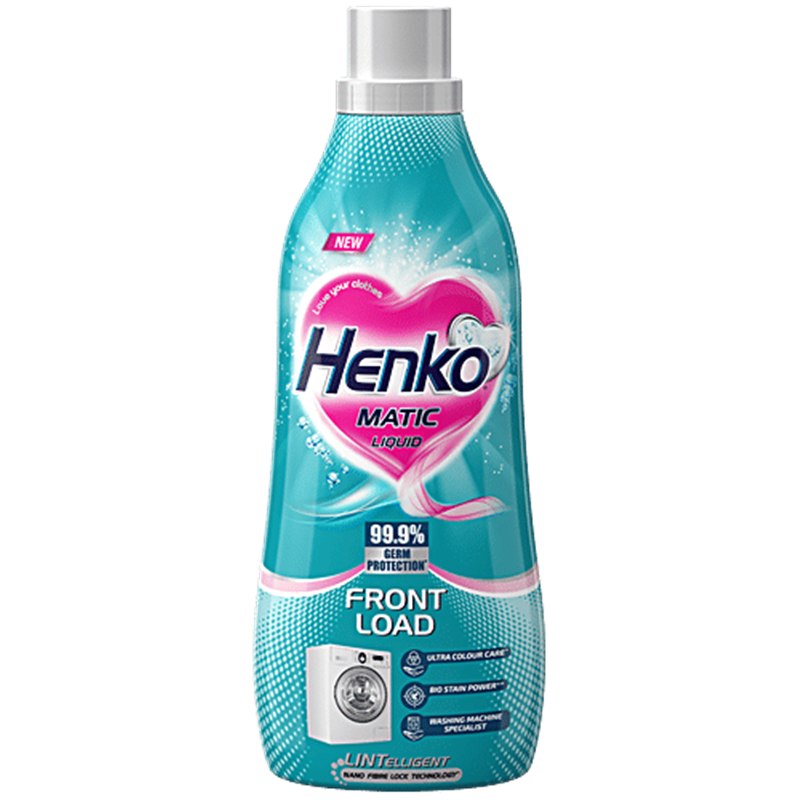 NEW
Love your clothes
Henko
MATIC
LIQUID
99.9%
GERM
PROTECTION*
FRONT
LOAD
ULTRA COLOUR CARE**
BIO STAIN POWER***
WASHING MACHINE
SPECIALIST
LINTELLIGENT
NANO FIBRE LOCK TECHNOLOGY